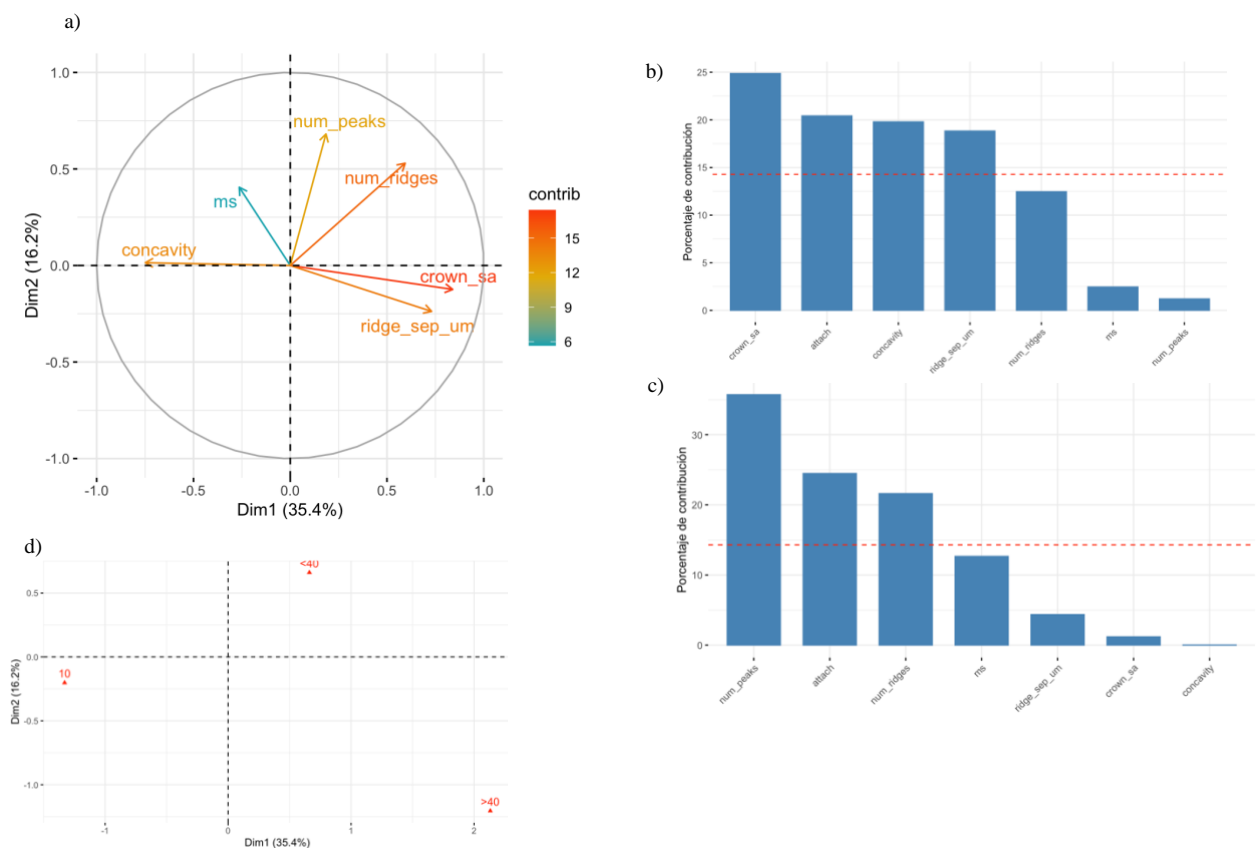 a)
1.0
0.5
0.0
-0.5
-1.0
Dim2 (16.2%)
num_peaks
num_ridges
ms
concavity
crown_sa
ridge_sep_um
-1.0 -0.5 0.0 0.5 1.0
Dim1 (35.4%)
contrib
15
12
9
6
b)
Porcentaje de contribución
25
20
15
10
5
0
crown_sa attach concavity ridge_sep_um num_ridges ms num_peaks
c)
Porcentaje de contribución
30
20
10
0
num_peaks attach num_ridges ms ridge_sep_um crown_sa concavity
d)
Dim2 (16.2%)
0.5
0.0
-0.5
-1.0
<40
10
>40
-1 0 1 2
Dim1 (35.4%)